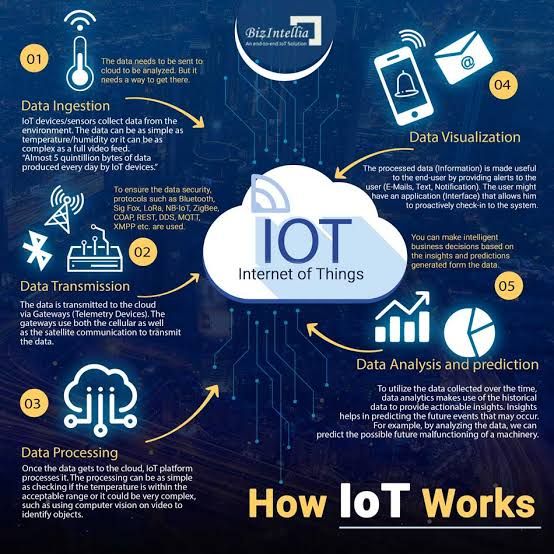 BizIntellia
An end-to-end IoT Solution
01
The data needs to be sent to
cloud to be analyzed. But it
needs a way to get there.
Data Ingestion
IoT devices/sensors collect data from the
environment. The data can be as simple as
temperature/humidity or it can be as
complex as a full video feed.
"Almost 5 quintillion bytes of data
produced every day by IoT devices."
To ensure the data security,
protocols such as Bluetooth,
Sig Fox, LoRa, NB-IoT, ZigBee,
COAP, REST, DDS, MQTT,
XMPP etc. are used.
02
Data Transmission
The data is transmitted to the cloud
via Gateways (Telemetry Devices). The
gateways use both the cellular as well
as the satellite communication to transmit
the data.
03
Data Processing
Once the data gets to the cloud, IoT platform
processes it. The processing can be as simple
as checking if the temperature is within the
acceptable range or it could be very complex,
such as using computer vision on video to
identify objects.
IOT
Internet of Things
@
04
Data Visualization
The processed data (Information) is made useful
to the end-user by providing alerts to the
user (E-Mails, Text, Notification). The user might
have an application (Interface) that allows him
to proactively check-in to the system.
You can make intelligent
business decisions based on
the insights and predictions
generated form the data.
05
Data Analysis and prediction
To utilize the data collected over the time,
data analytics makes use of the historical
data to provide actionable insights. Insights
helps in predicting the future events that may occur.
For example, by analyzing the data, we can
predict the possible future malfunctioning of a machinery.
How IoT Works